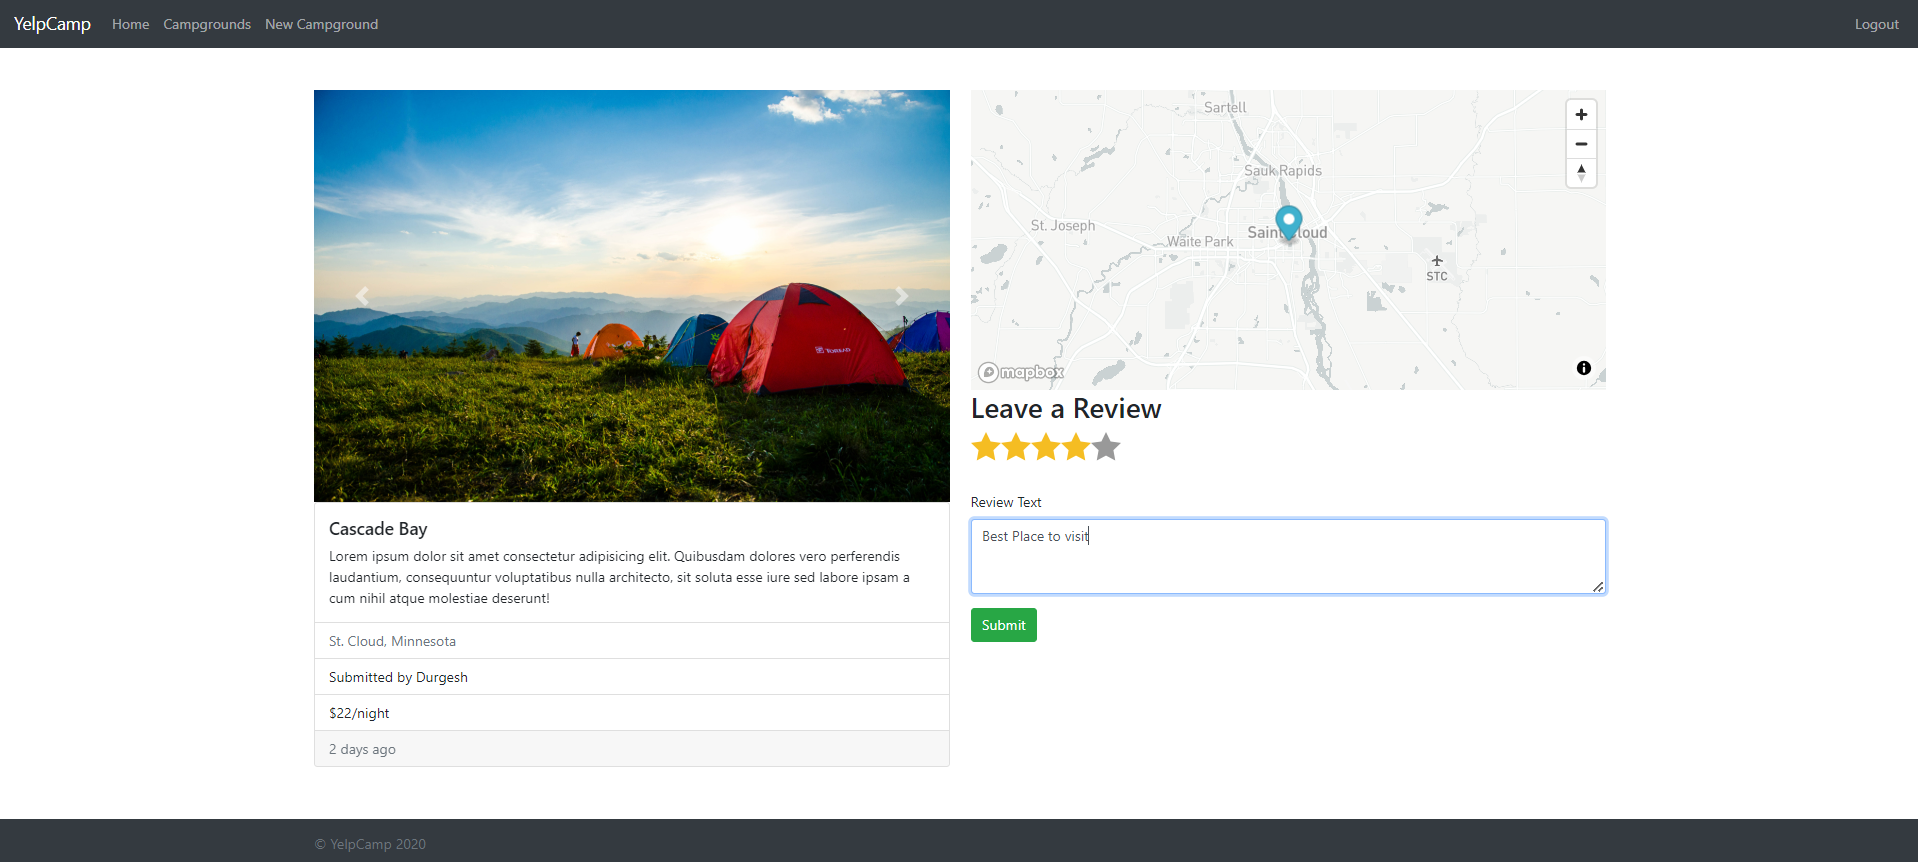 YelpCamp Home Campgrounds New Campground Logout
Cascade Bay
Lorem ipsum dolor sit amet consectetur adipisicing elit. Quibusdam dolores vero perferendis
laudantium, consequuntur voluptatibus nulla architecto, sit soluta esse iure sed labore ipsam a
cum nihil atque molestiae deserunt!
St. Cloud, Minnesota
Submitted by Durgesh
$22/night
2 days ago
Sartell
Sauk Rapids
St. Joseph
Waite Park
STC
mapbox
Leave a Review
Review Text
Best Place to visit
Submit
© YelpCamp 2020